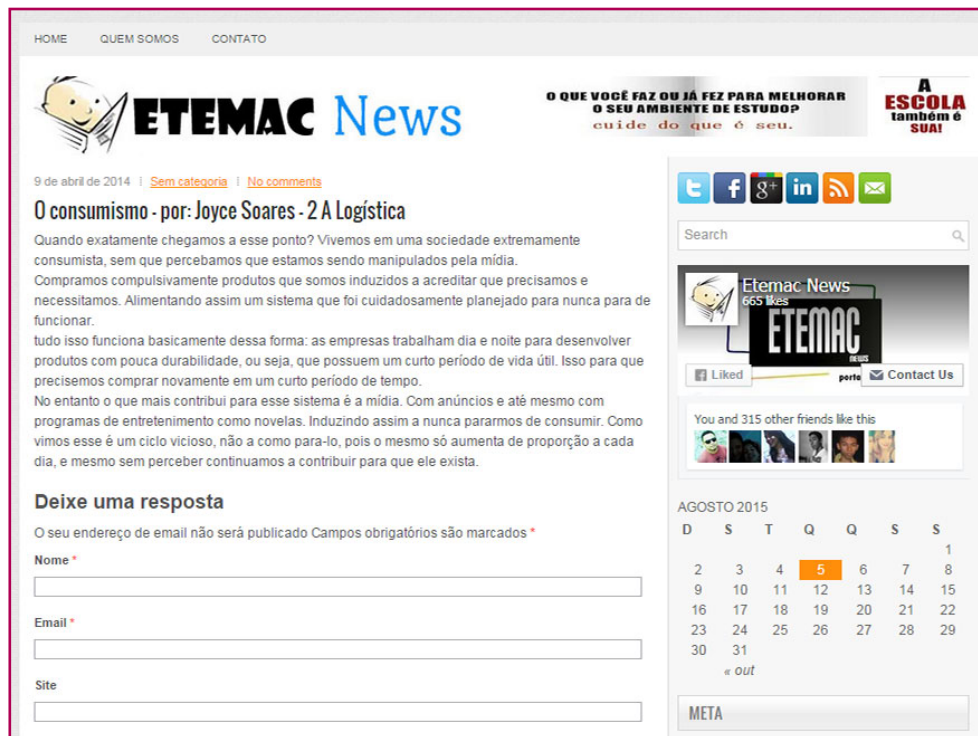 HOME QUEM SOMOS CONTATO
ETEMAC News
O QUE VOCÊ FAZ OU JÁ FEZ PARA MELHORAR
O SEU AMBIENTE DE ESTUDO?
cuide do que é seu.
A
ESCOLA
também é
SUA!
9 de abril de 2014 | Sem categoria | No comments
O consumismo - por: Joyce Soares - 2 A Logística
Quando exatamente chegamos a esse ponto? Vivemos em uma sociedade extremamente
consumista, sem que percebamos que estamos sendo manipulados pela mídia.
Compramos compulsivamente produtos que somos induzidos a acreditar que precisamos e
necessitamos. Alimentando assim um sistema que foi cuidadosamente planejado para nunca para de
funcionar.
tudo isso funciona basicamente dessa forma: as empresas trabalham dia e noite para desenvolver
produtos com pouca durabilidade, ou seja, que possuem um curto período de vida útil. Isso para que
precisemos comprar novamente em um curto período de tempo.
No entanto o que mais contribui para esse sistema é a mídia. Com anúncios e até mesmo com
programas de entretenimento como novelas. Induzindo assim a nunca pararmos de consumir. Como
vimos esse é um ciclo vicioso, não a como para-lo, pois o mesmo só aumenta de proporção a cada
dia, e mesmo sem perceber continuamos a contribuir para que ele exista.
Deixe uma resposta
O seu endereço de email não será publicado Campos obrigatórios são marcados *
Nome *
Email *
Site
t f g+ in
Search
Etemac News
665 likes
ETEMAC
NEWS
Liked
porta
Contact Us
You and 315 other friends like this
AGOSTO 2015
D S T Q Q S S
1
2 3 4 5 6 7 8
9 10 11 12 13 14 15
16 17 18 19 20 21 22
23 24 25 26 27 28 29
30 31
« out
META